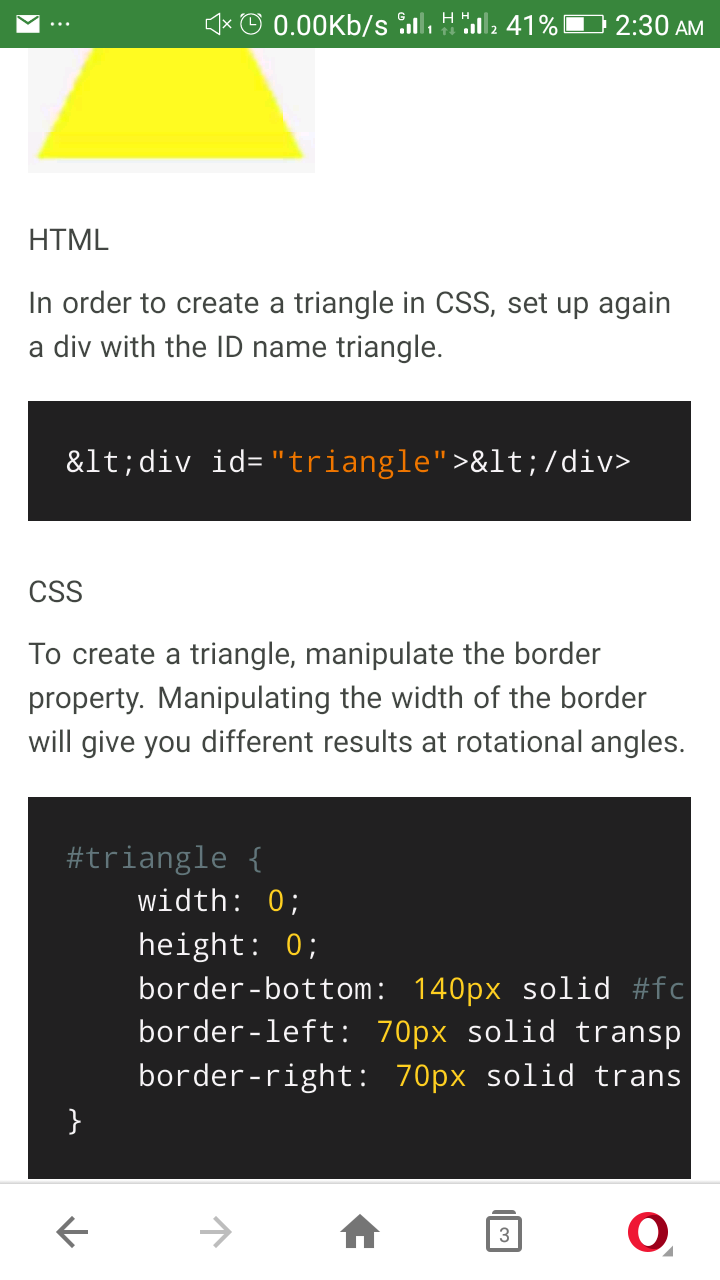 ... 0.00Kb/s G 1 H H 2 41% 2:30 AM
HTML
In order to create a triangle in CSS, set up again
a div with the ID name triangle.
&lt;div id="triangle">&lt;/div>
CSS
To create a triangle, manipulate the border
property. Manipulating the width of the border
will give you different results at rotational angles.
#triangle {
width: 0;
height: 0;
border-bottom: 140px solid #fc
border-left: 70px solid transp
border-right: 70px solid trans
}
3